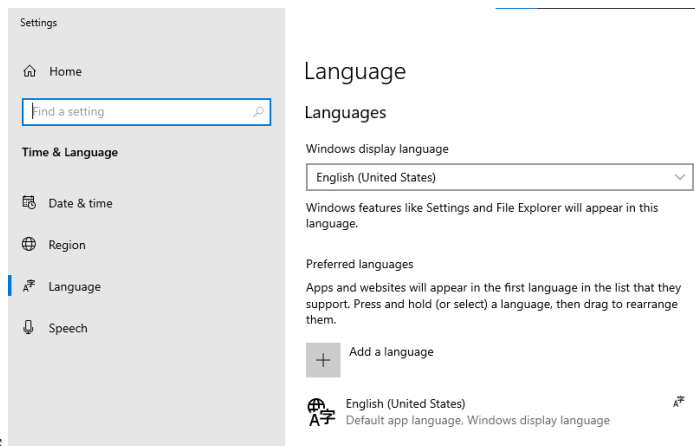 Settings
Home
Find a setting
Time & Language
Date & time
Region
Language
Speech
Language
Languages
Windows display language
English (United States)
Windows features like Settings and File Explorer will appear in this
language.
Preferred languages
Apps and websites will appear in the first language in the list that they
support. Press and hold (or select) a language, then drag to rearrange
them.
Add a language
English (United States)
Default app language, Windows display language